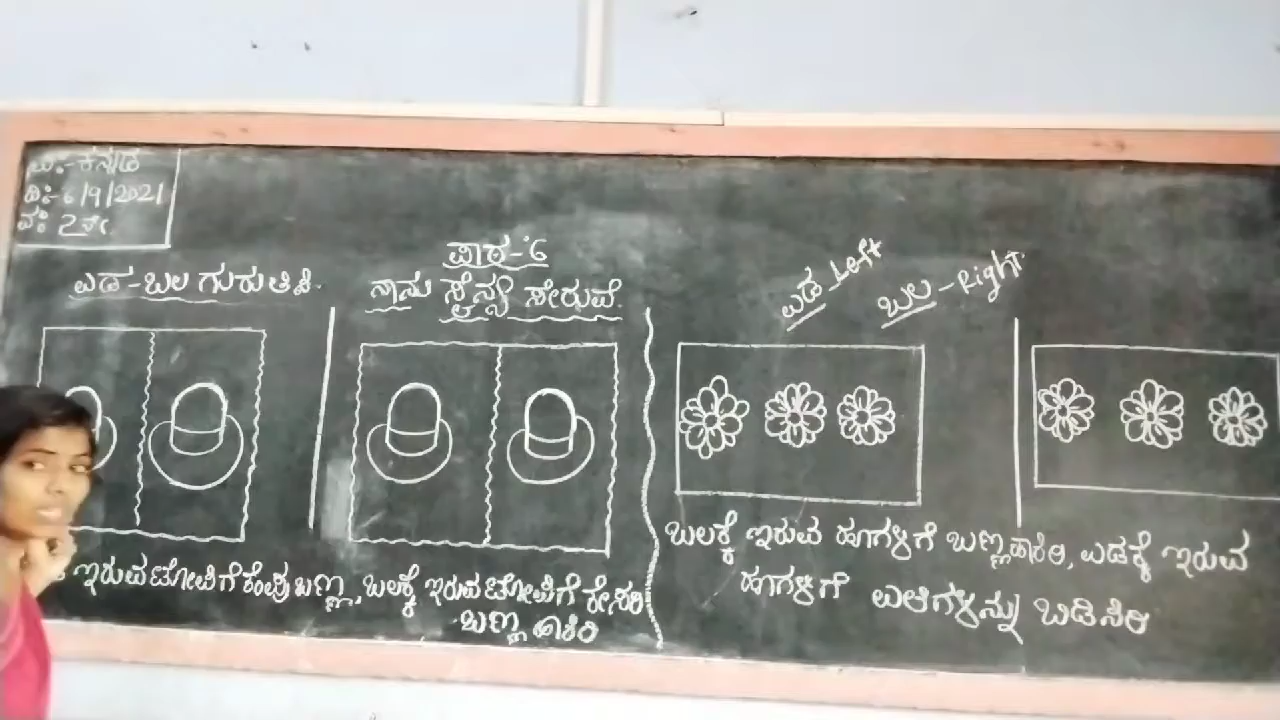 ವಿ:- ಕನ್ನಡ
ದಿ:- 6/9/2021
ವರ್ಗ: 2ನೇ.
ಪಾಠ-6
ಎಡ-ಬಲ ಗುರುತಿಸಿ.
ನಾನು ಸೈನ್ಯ ಸೇರುವೆ.
ಎಡ - Left
ಬಲ - Right
ಇರುವ ಟೋಪಿಗೆ ಕೆಂಪು ಬಣ್ಣ, ಬಲಕ್ಕೆ ಇರುವ ಟೋಪಿಗೆ ಕೇಸರಿ
ಬಣ್ಣ ಹಾಕಿರಿ
ಬಲಕ್ಕೆ ಇರುವ ಹೂಗಳಿಗೆ ಬಣ್ಣ ಹಾಕಿರಿ, ಎಡಕ್ಕೆ ಇರುವ
ಹೂಗಳಿಗೆ ಎಲೆಗಳನ್ನು ಬಿಡಿಸಿರಿ